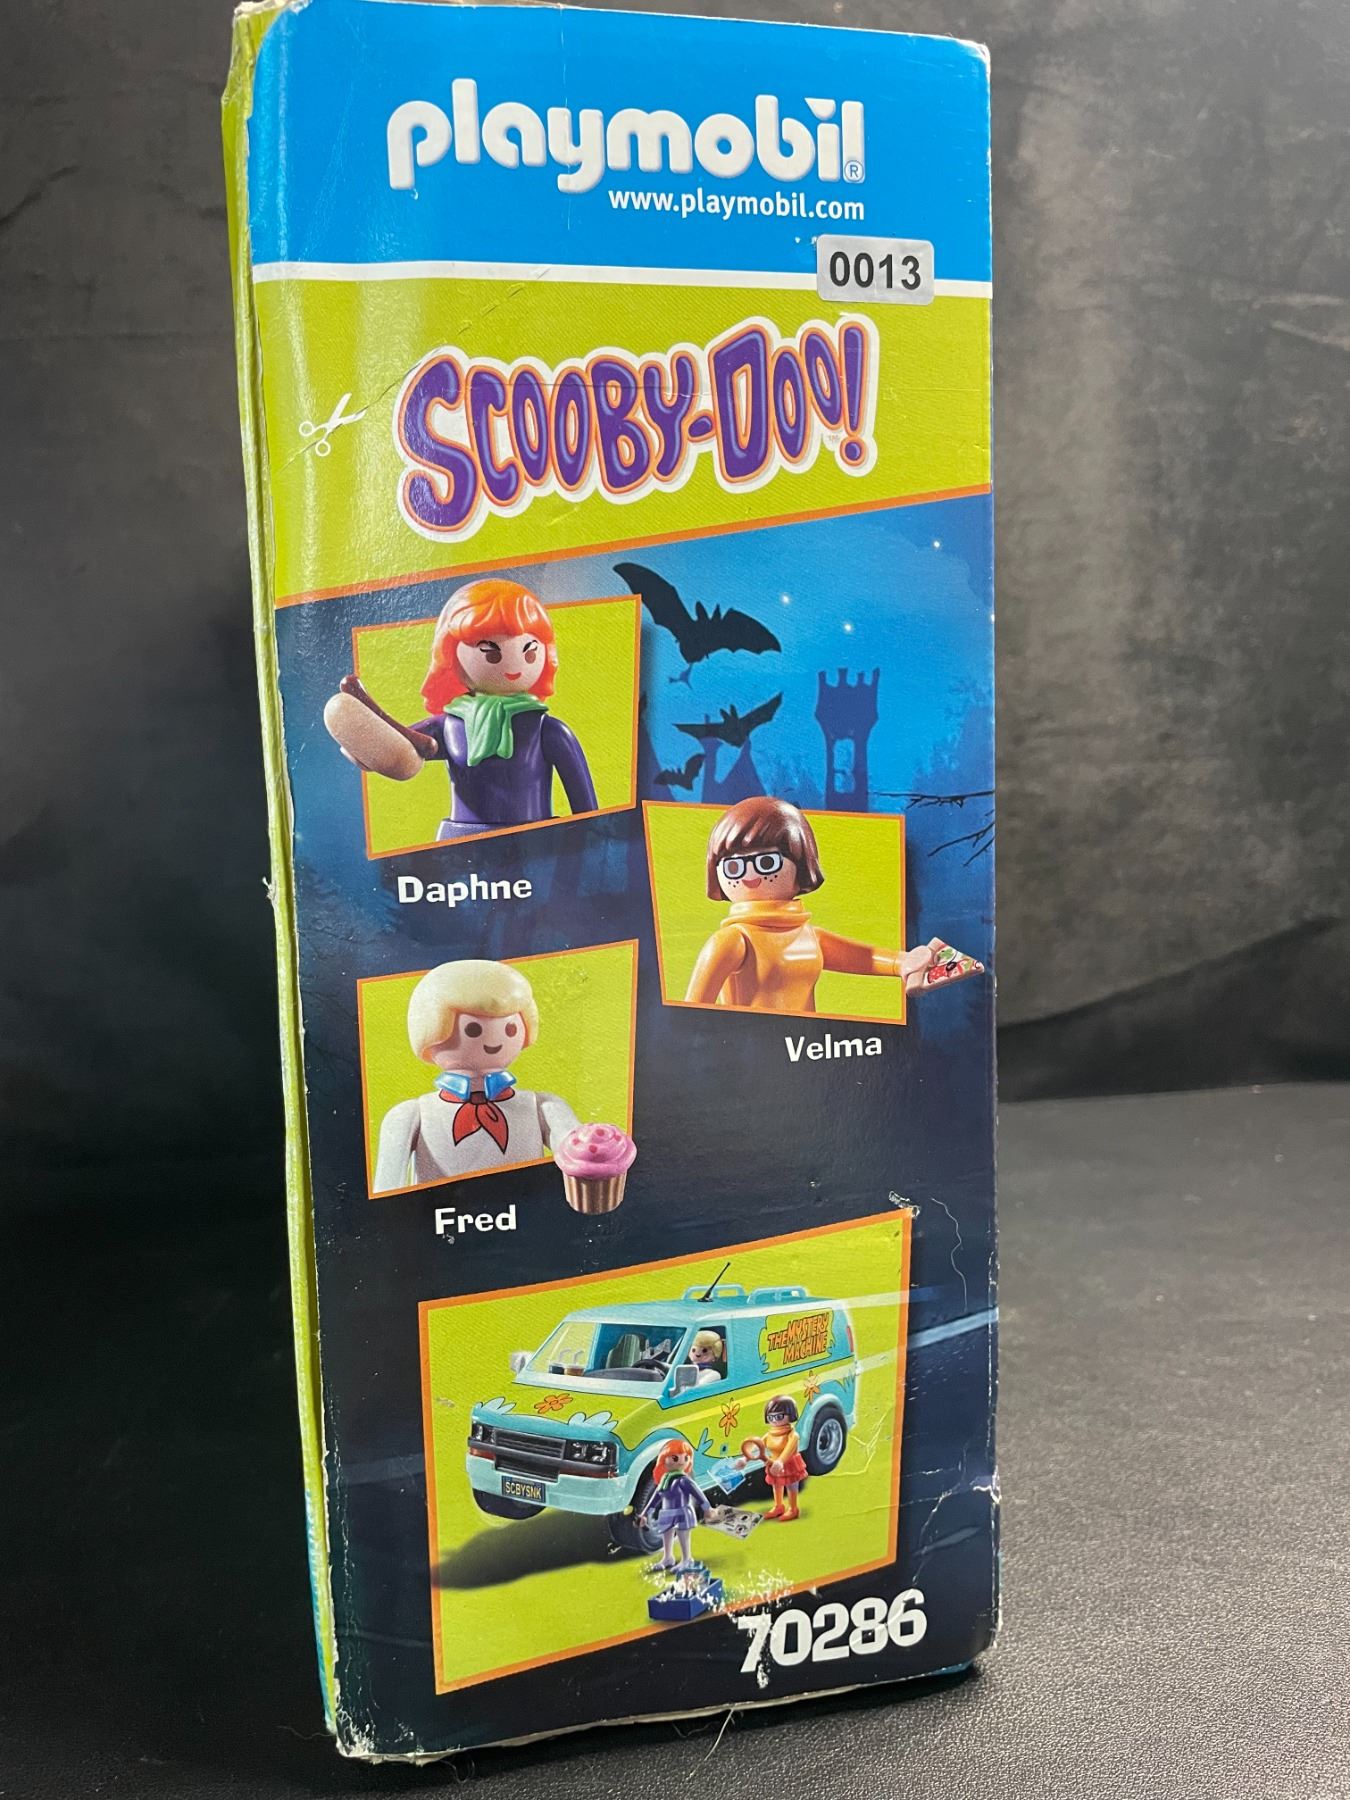 playmobil®
www.playmobil.com
0013
SCOOBY-DOO!
Daphne
Velma
Fred
THE MYSTERY
MACHINE
SCBYSNK
70286